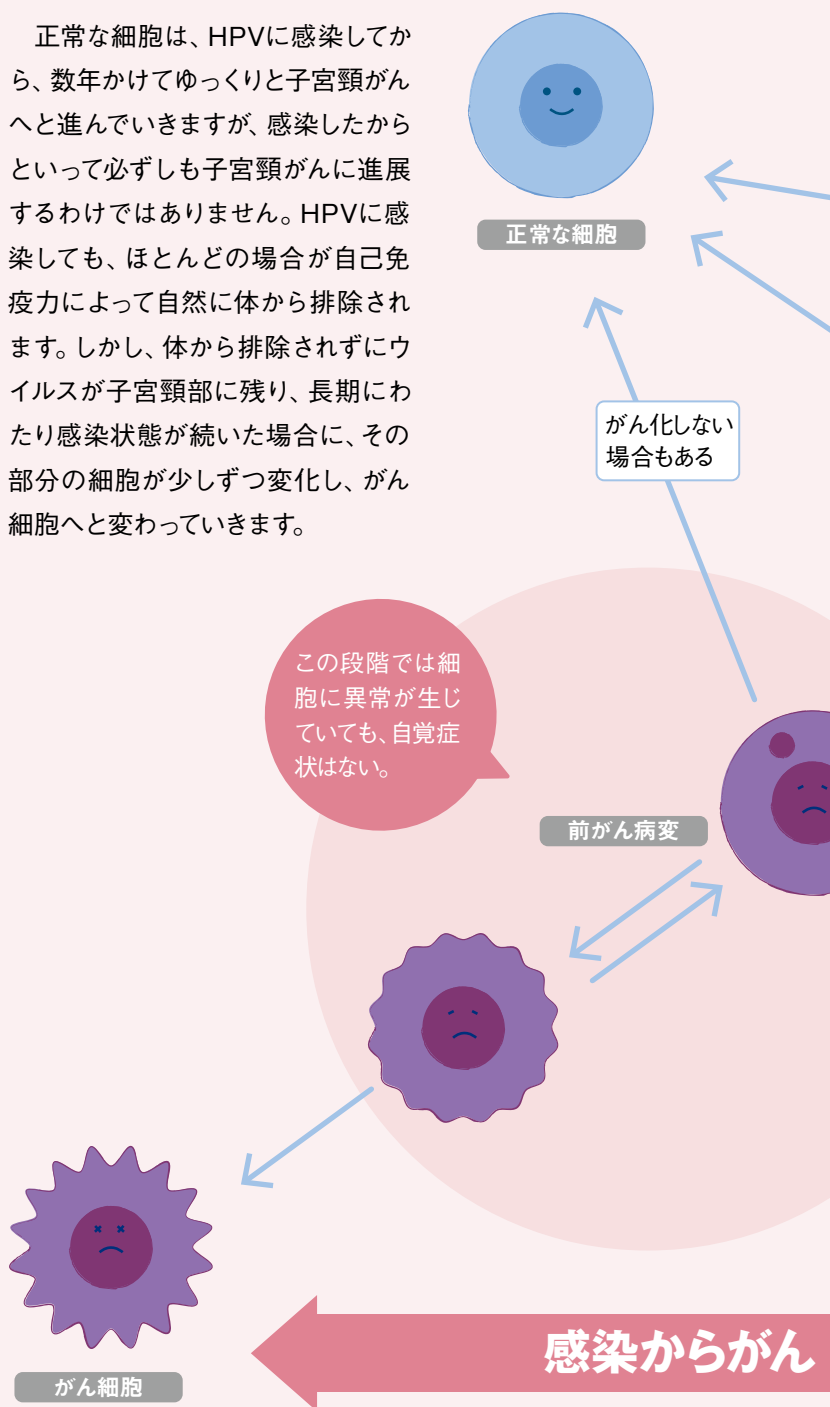 正常な細胞は、HPVに感染してか
ら、数年かけてゆっくりと子宮頸がん
へと進んでいきますが、感染したから
といって必ずしも子宮頸がんに進展
するわけではありません。HPVに感
染しても、ほとんどの場合が自己免
疫力によって自然に体から排除され
ます。しかし、体から排除されずにウ
イルスが子宮頸部に残り、長期にわ
たり感染状態が続いた場合に、その
部分の細胞が少しずつ変化し、がん
細胞へと変わっていきます。
正常な細胞
がん化しない
場合もある
この段階では細
胞に異常が生じ
ていても、自覚症
状はない。
前がん病変
がん細胞
感染からがん